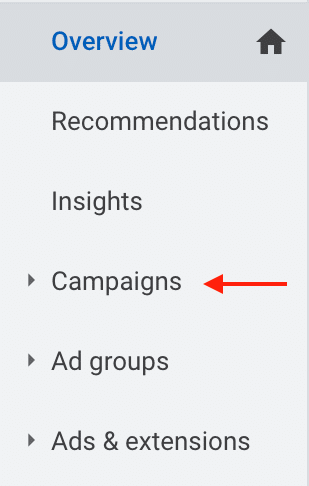 Overview
Recommendations
Insights
Campaigns
Ad groups
Ads & extensions